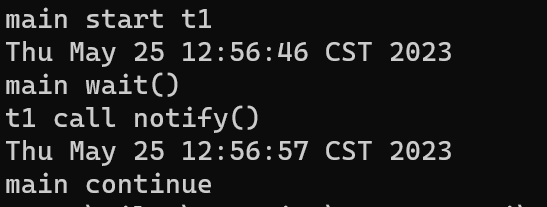 main start t1
Thu May 25 12:56:46 CST 2023
main wait()
t1 call notify()
Thu May 25 12:56:57 CST 2023
main continue